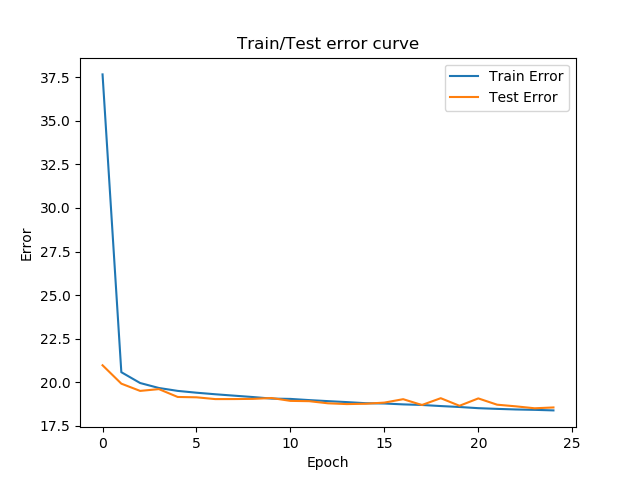 Train/Test error curve
Train Error
Test Error
37.5
35.0
32.5
30.0
27.5
25.0
22.5
20.0
17.5
Error
0 5 10 15 20 25
Epoch